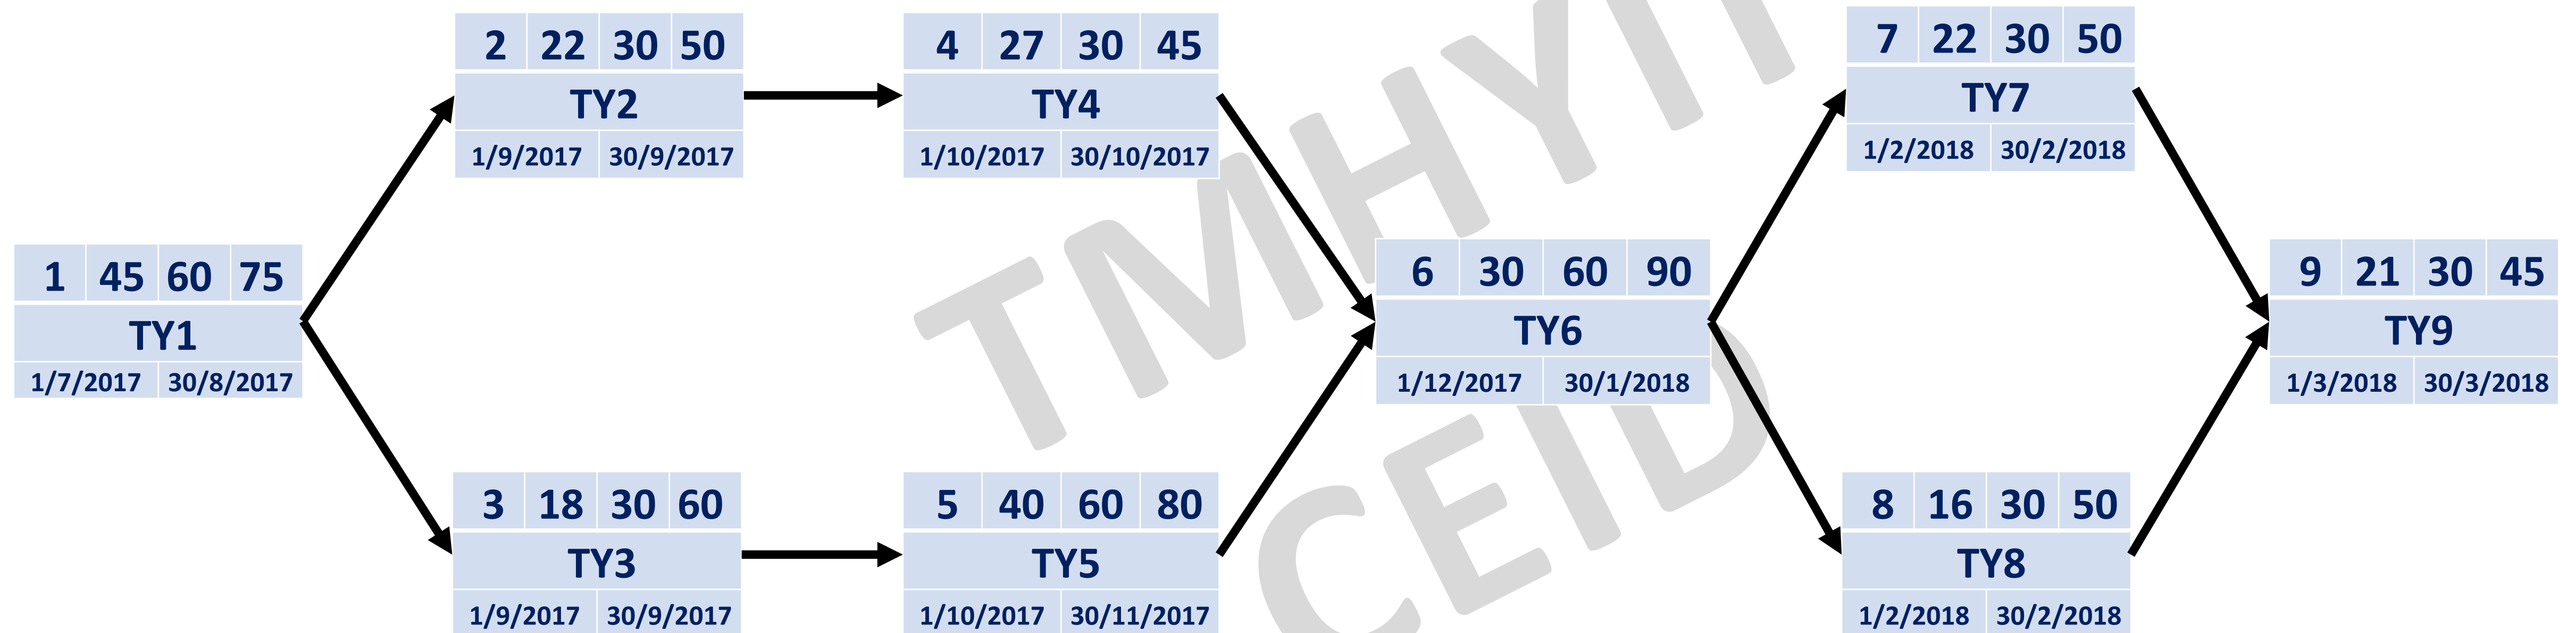 2 22 30 50
TY2
1/9/2017 30/9/2017
4 27 30 45
TY4
1/10/2017 30/10/2017
7 22 30 50
TY7
1/2/2018 30/2/2018
1 45 60 75
TY1
1/7/2017 30/8/2017
6 30 60 90
TY6
1/12/2017 30/1/2018
9 21 30 45
TY9
1/3/2018 30/3/2018
3 18 30 60
TY3
1/9/2017 30/9/2017
5 40 60 80
TY5
1/10/2017 30/11/2017
8 16 30 50
TY8
1/2/2018 30/2/2018
CEID